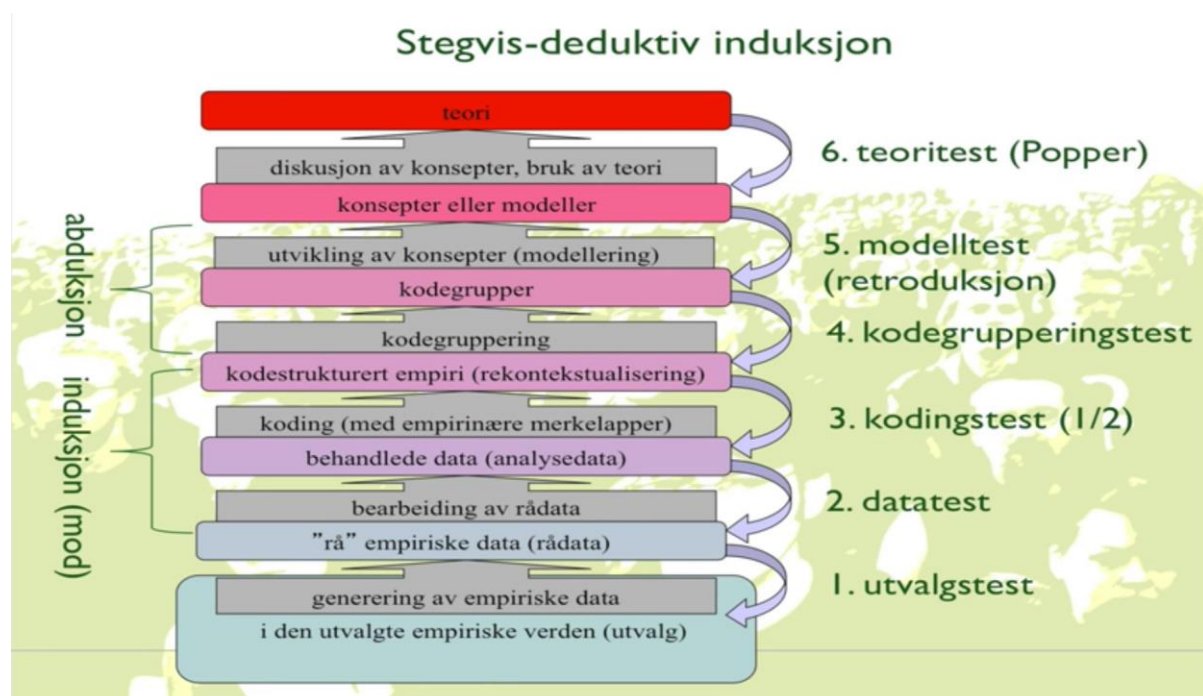 Stegvis-deduktiv induksjon
teori
6. teoritest (Popper)
diskusjon av konsepter, bruk av teori
konsepter eller modeller
5. modelltest
(retroduksjon)
utvikling av konsepter (modellering)
kodegrupper
4. kodegrupperingstest
kodegruppering
kodestrukturert empiri (rekontekstualisering)
3. kodingstest (1/2)
koding (med empirinære merkelapper)
behandlede data (analysedata)
2. datatest
bearbeiding av rådata
”rå” empiriske data (rådata)
1. utvalgstest
generering av empiriske data
i den utvalgte empiriske verden (utvalg)
abduksjon
induksjon (mod)